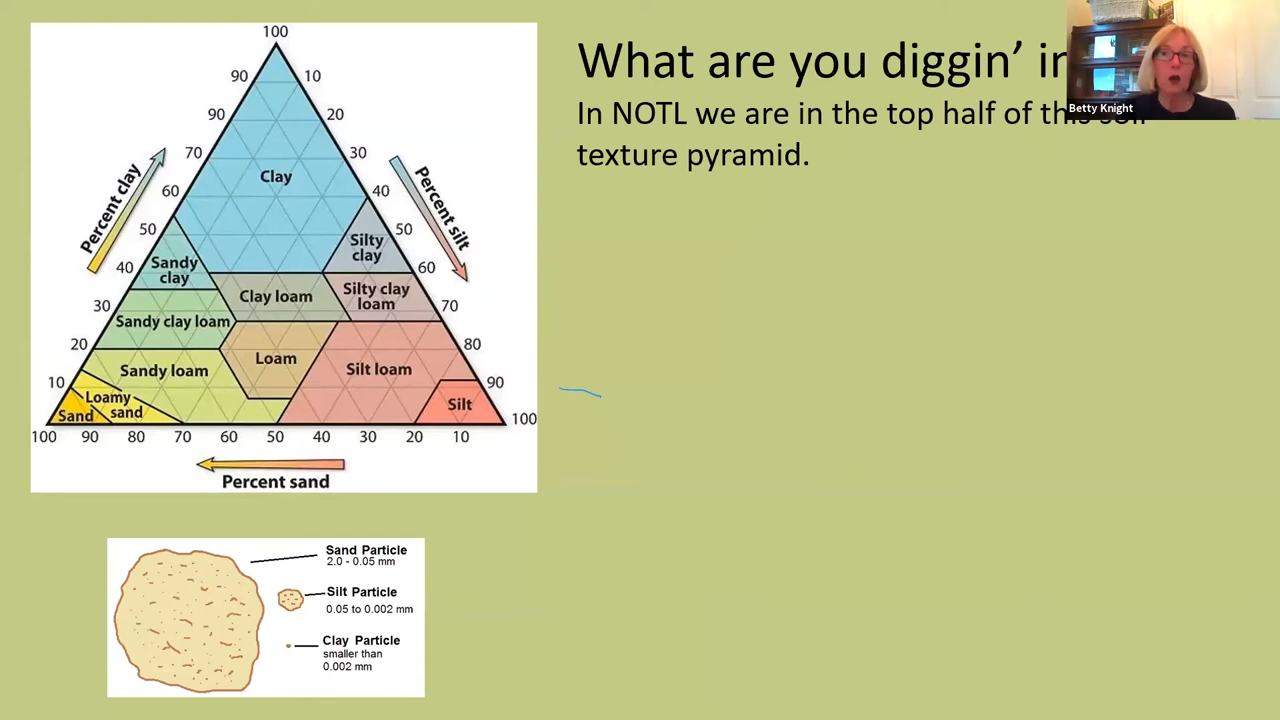 What are you diggin’ in
In NOTL we are in the top half of this soil
texture pyramid.
Betty Knight
100
90
10
90
20
70
30
Clay
60
40
Percent clay
Percent silt
50
50
Silty
clay
40
Sandy
clay
60
30
Clay loam
Silty clay
loam
70
Sandy clay loam
20
80
Sandy loam
Loam
Silt loam
10
90
Loamy
sand
Sand
Silt
100
100 90 80 70 60 50 40 30 20 10
Percent sand
Sand Particle
2.0 - 0.05 mm
Silt Particle
0.05 to 0.002 mm
Clay Particle
smaller than
0.002 mm